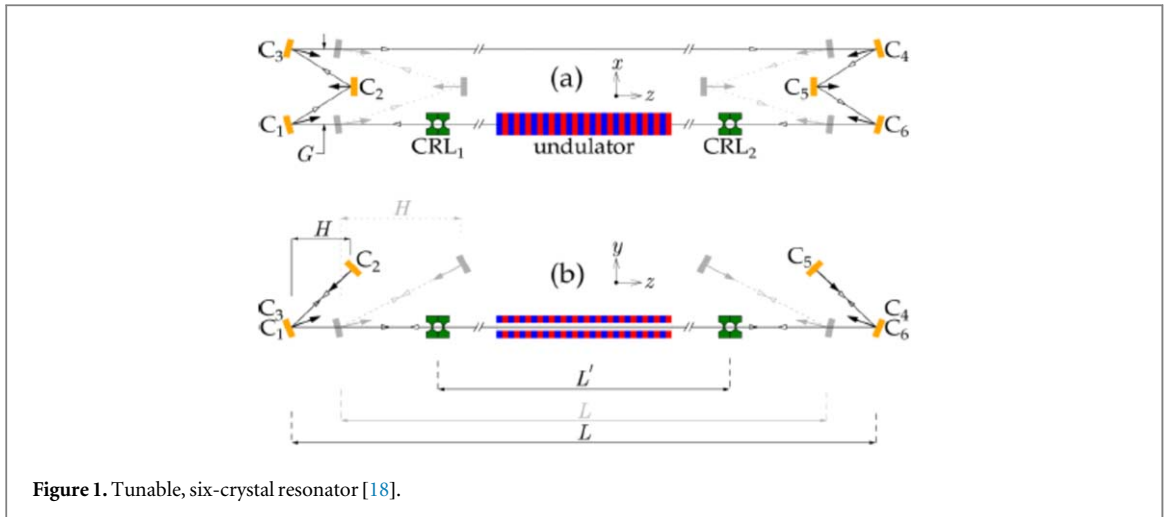 C3
C4
(a)
x
z
C2
C5
C1
C6
G
CRL1
undulator
CRL2
H
H
C2
C5
(b)
y
z
C3
C1
C4
C6
L′
L
L
Figure 1. Tunable, six-crystal resonator [18].